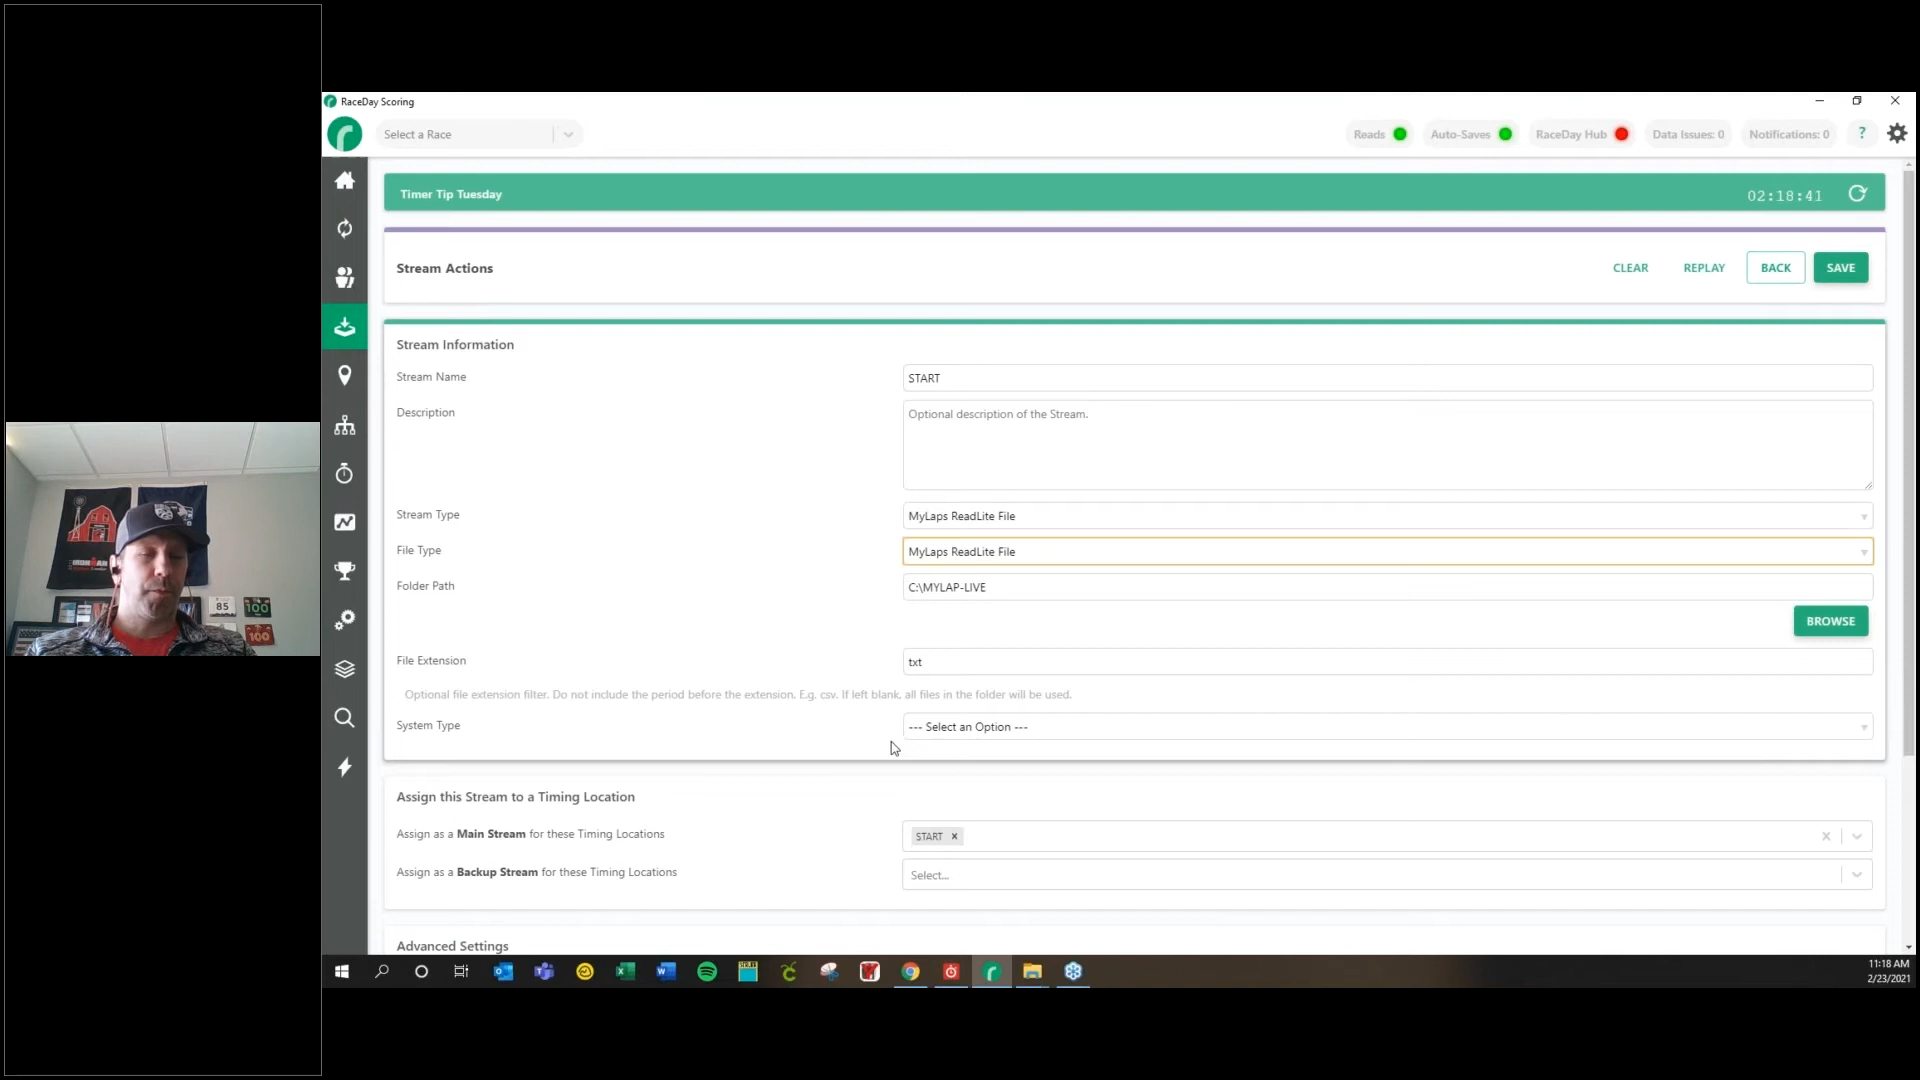 RaceDay Scoring
Select a Race
Reads
Auto-Saves
RaceDay Hub
Data Issues: 0
Notifications: 0
?
Timer Tip Tuesday
02:18:41
Stream Actions
CLEAR
REPLAY
BACK
SAVE
Stream Information
Stream Name
START
Description
Optional description of the Stream.
Stream Type
MyLaps ReadLite File
File Type
MyLaps ReadLite File
Folder Path
C:\MYLAP-LIVE
BROWSE
File Extension
txt
Optional file extension filter. Do not include the period before the extension. E.g. csv. If left blank, all files in the folder will be used.
System Type
--- Select an Option ---
Assign this Stream to a Timing Location
Assign as a Main Stream for these Timing Locations
START x
Assign as a Backup Stream for these Timing Locations
Select...
Advanced Settings
11:18 AM
2/23/2021
IRONMAN
85
100
100